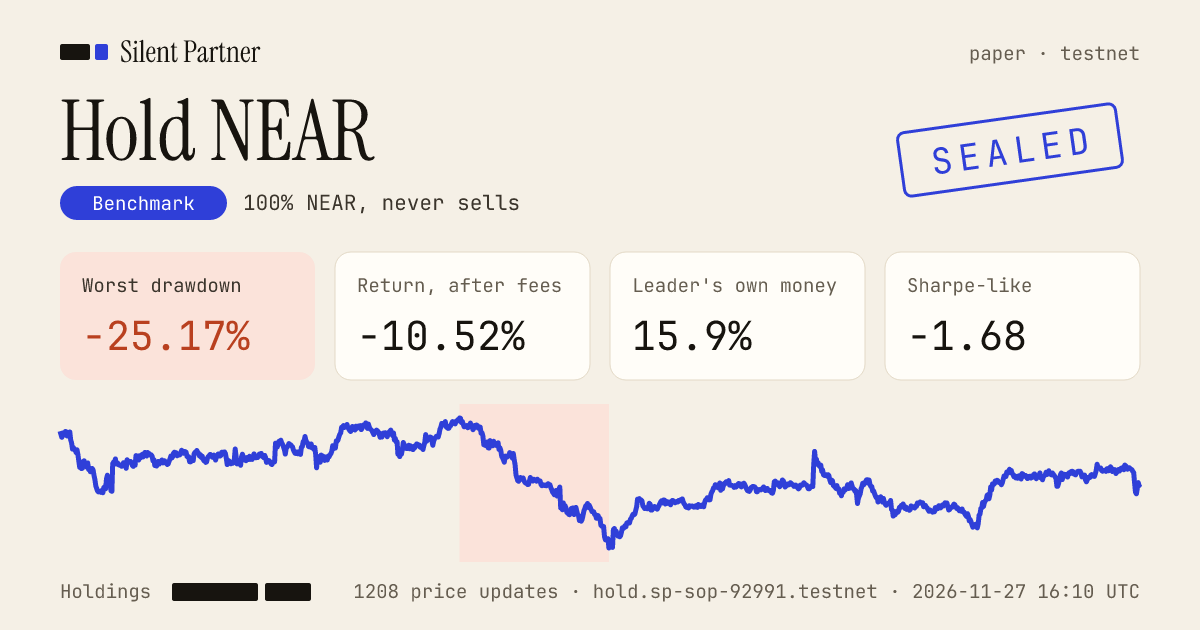 Silent Partner
paper · testnet
Hold NEAR
SEALED
Benchmark
100% NEAR, never sells
Worst drawdown
-25.17%
Return, after fees
-10.52%
Leader's own money
15.9%
Sharpe-like
-1.68
Holdings
1208 price updates · hold.sp-sop-92991.testnet · 2026-11-27 16:10 UTC